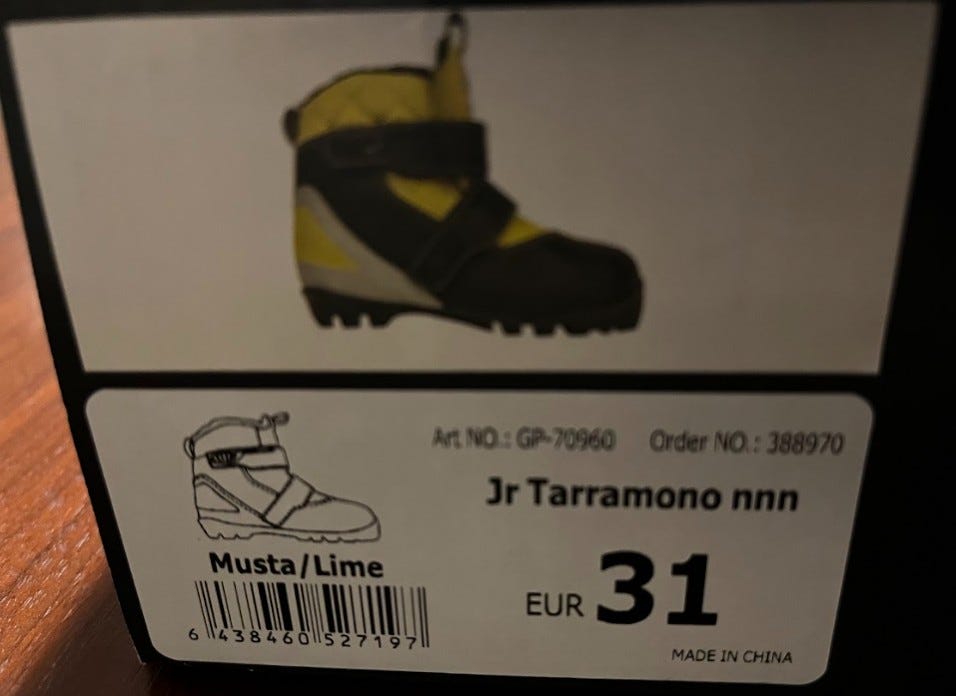 Art NO.: GP-70960 Order NO.: 388970
Jr Tarramono nnn
Musta/Lime
EUR 31
6 438460 527197
MADE IN CHINA